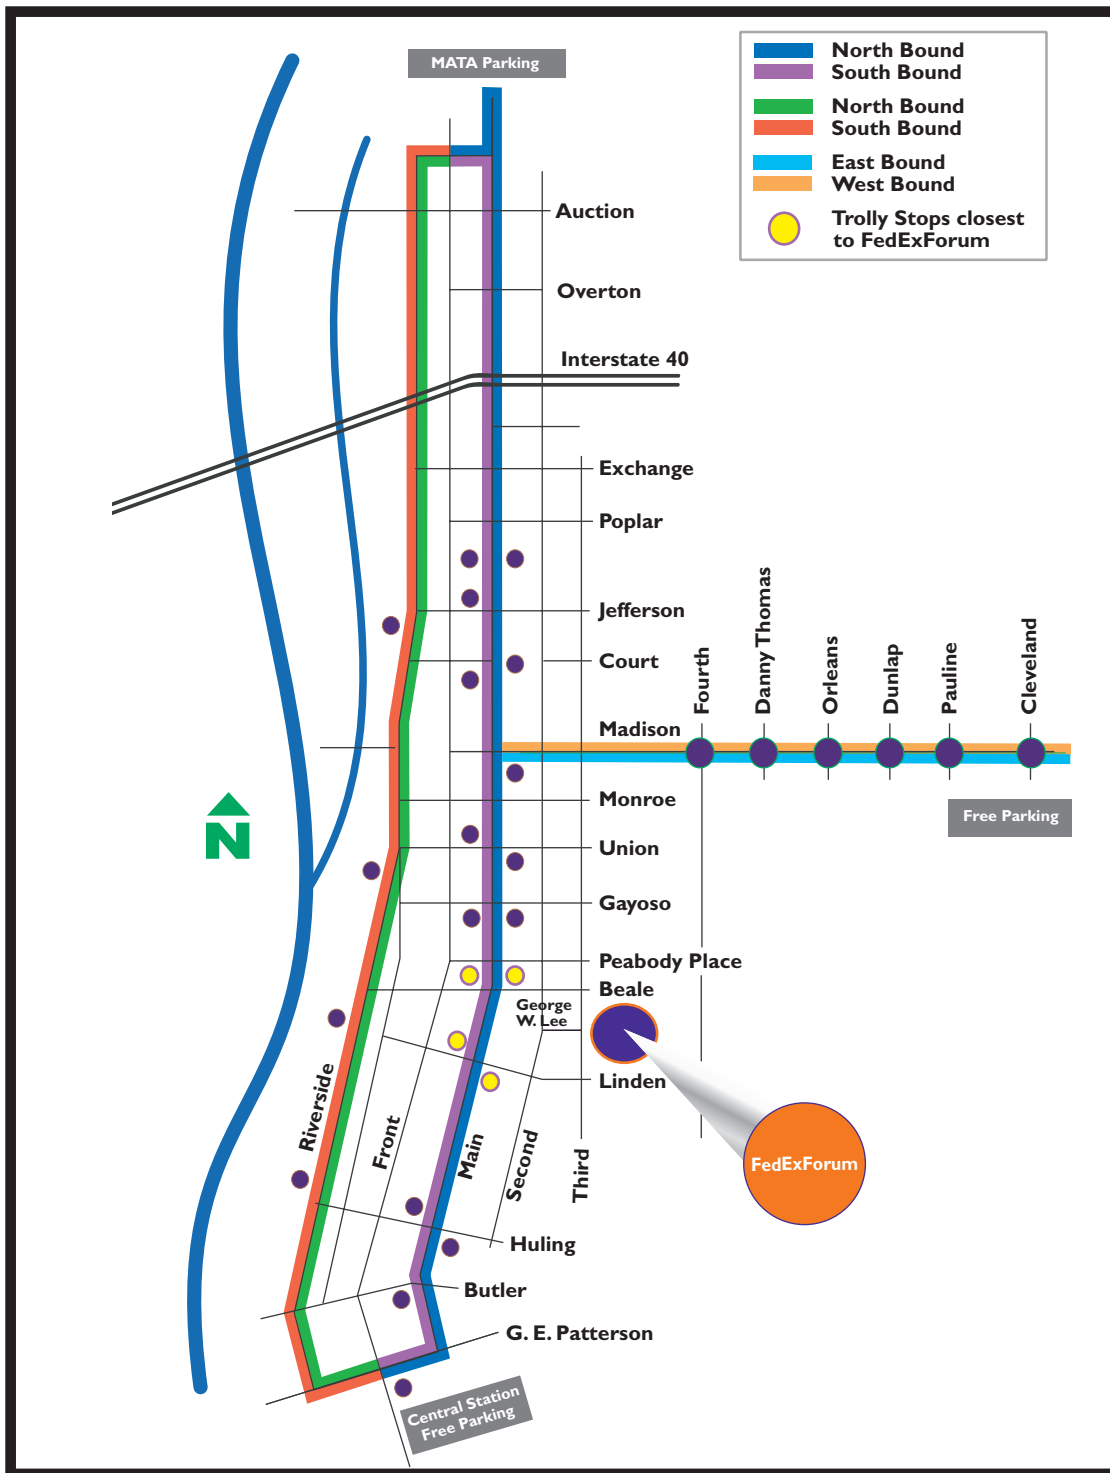 MATA Parking
North Bound
South Bound
North Bound
South Bound
East Bound
West Bound
Trolly Stops closest
to FedExForum
Auction
Overton
Interstate 40
Exchange
Poplar
Jefferson
Court
Madison
Fourth
Danny Thomas
Orleans
Dunlap
Pauline
Cleveland
Monroe
Free Parking
N
Union
Gayoso
Peabody Place
Beale
George
W. Lee
Linden
Riverside
Front
Main
Second
Third
FedExForum
Huling
Butler
G. E. Patterson
Central Station
Free Parking